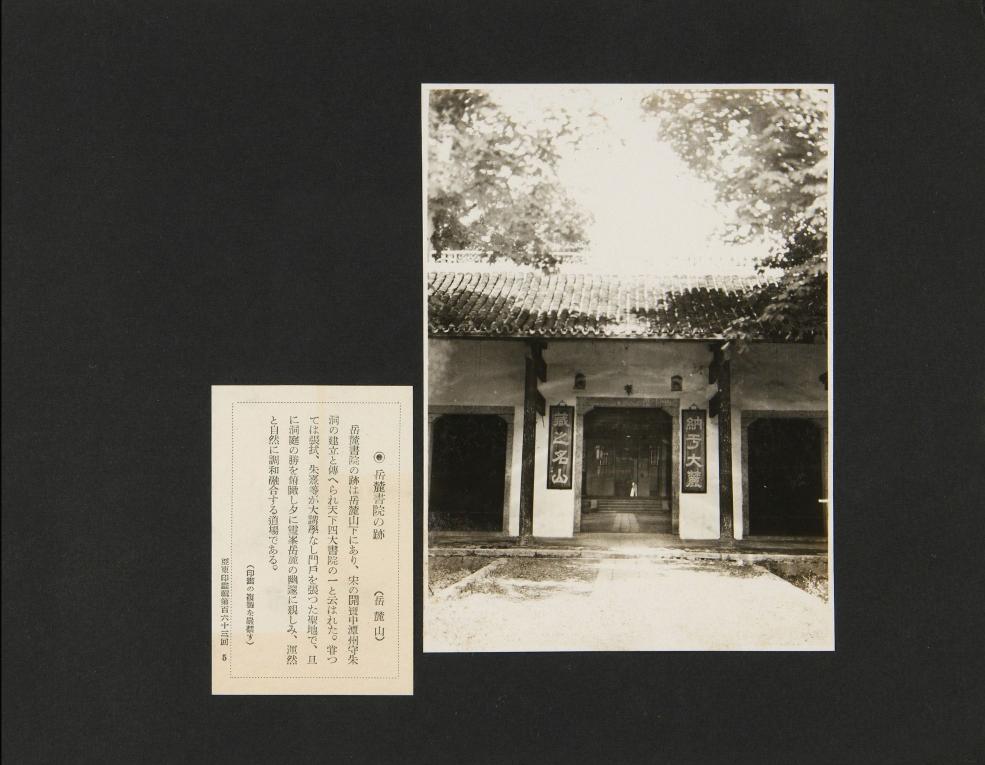 ◉ 岳麓書院の跡 (岳麓山)
岳麓書院の跡は岳麓山下にあり、宋の開寶中潭州守朱
洞の建立と傳へられ天下四大書院の一と云はれた。甞つ
ては張拭、朱熹等が大講學なし門戶を張つた聖地で、旦
に洞庭の勝を俯瞰し夕に靈峯岳麓の幽邃に親しみ、渾然
と自然に調和融合する道場である。
(印畫の複製を嚴禁す)
亞東印畫輯第百六十三回 5
納于大麓
藏之名山